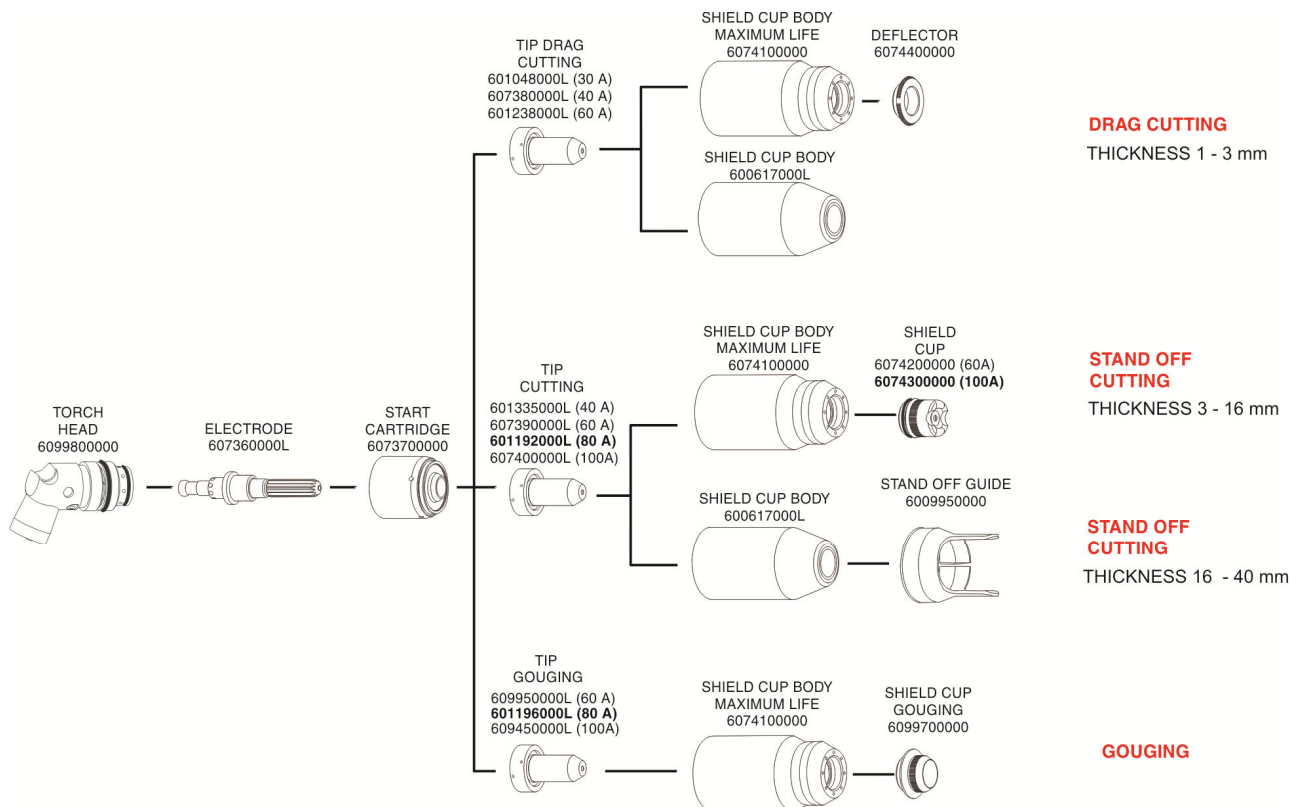 TORCH
HEAD
6099800000
ELECTRODE
607360000L
START
CARTRIDGE
6073700000
TIP DRAG
CUTTING
601048000L (30 A)
607380000L (40 A)
601238000L (60 A)
SHIELD CUP BODY
MAXIMUM LIFE
6074100000
DEFLECTOR
6074400000
SHIELD CUP BODY
600617000L
DRAG CUTTING
THICKNESS 1 - 3 mm
TIP
CUTTING
601335000L (40 A)
607390000L (60 A)
601192000L (80 A)
607400000L (100A)
SHIELD CUP BODY
MAXIMUM LIFE
6074100000
SHIELD
CUP
6074200000 (60A)
6074300000 (100A)
STAND OFF
CUTTING
THICKNESS 3 - 16 mm
SHIELD CUP BODY
600617000L
STAND OFF GUIDE
6009950000
STAND OFF
CUTTING
THICKNESS 16 - 40 mm
TIP
GOUGING
609950000L (60 A)
601196000L (80 A)
609450000L (100A)
SHIELD CUP BODY
MAXIMUM LIFE
6074100000
SHIELD CUP
GOUGING
6099700000
GOUGING